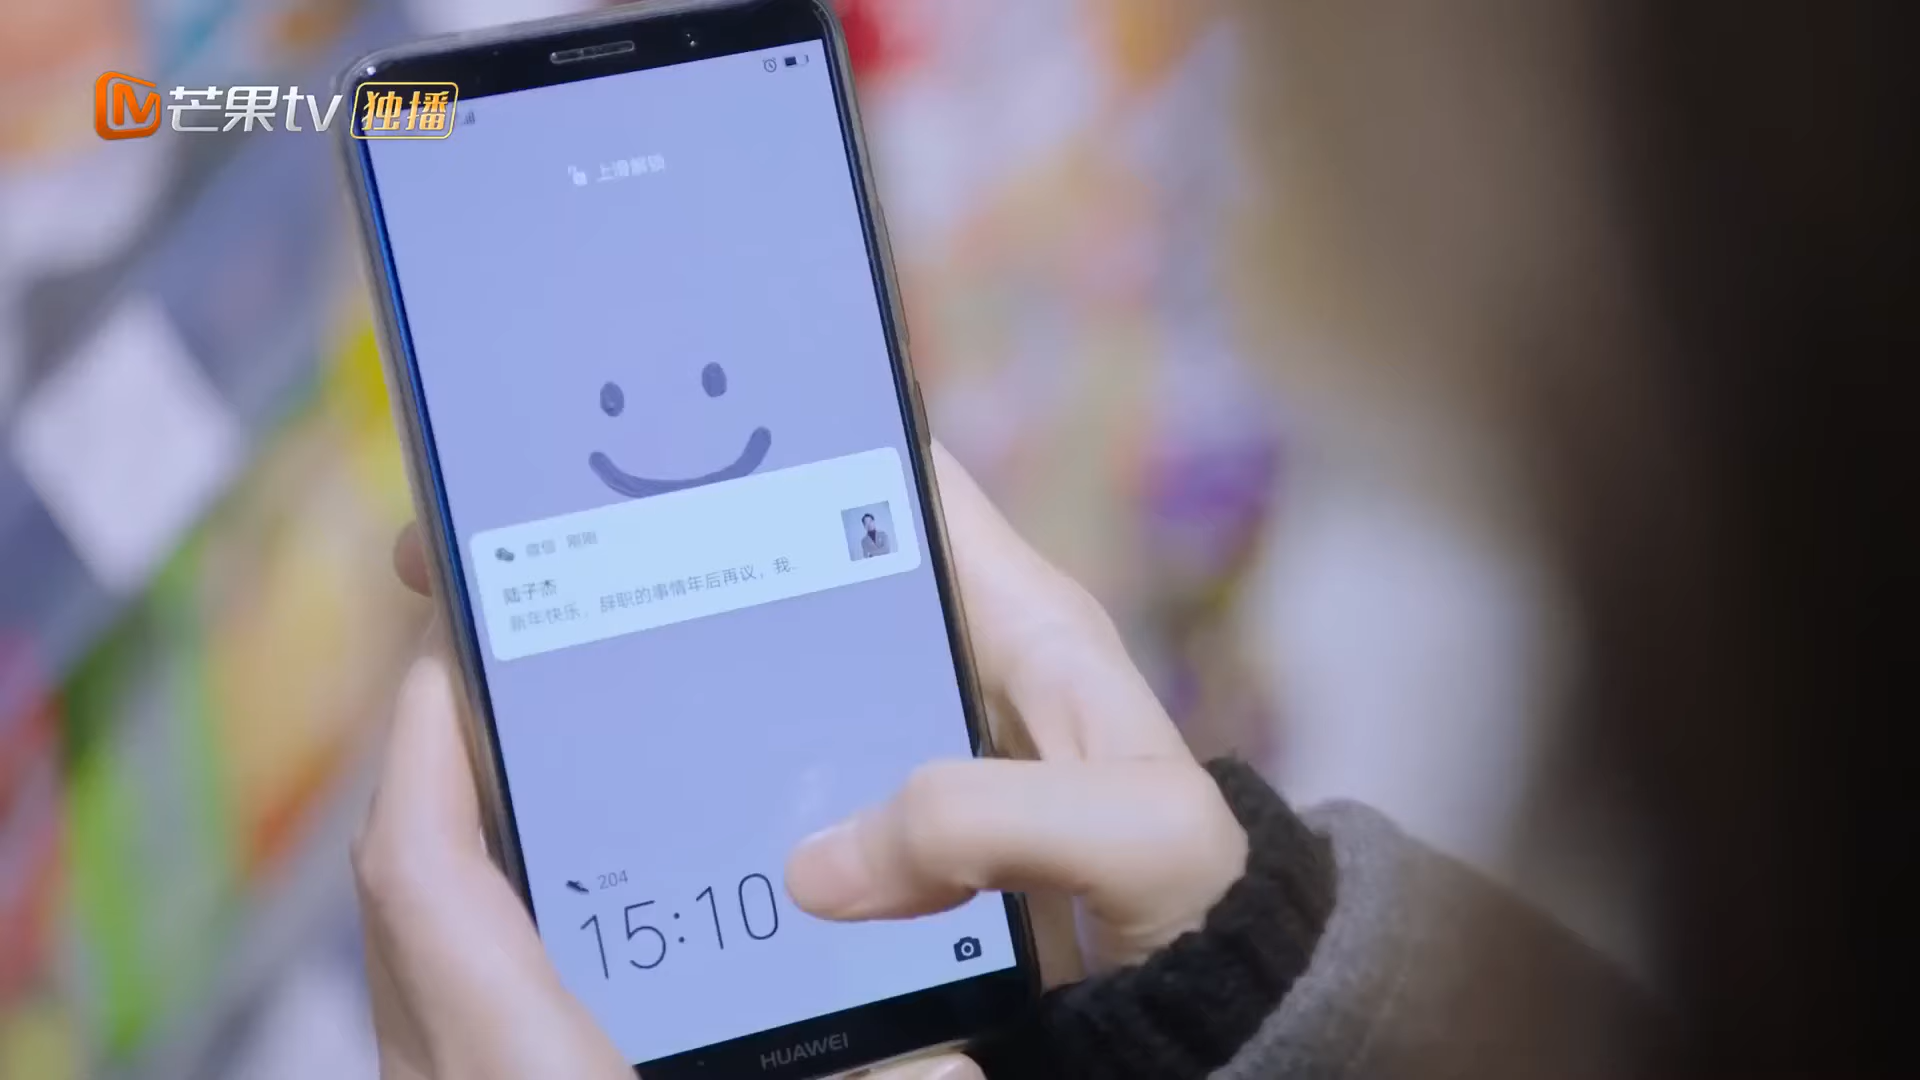 芒果tv 独播
上滑解锁
微信 刚刚
陆子杰
新年快乐，辞职的事情年后再议，我...
204
15:10
HUAWEI